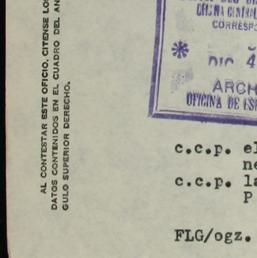 AL CONTESTAR ESTE OFICIO, CITENSE LOS
DATOS CONTENIDOS EN EL CUADRO DEL AN
GULO SUPERIOR DERECHO.
CORRESP
* DIC 4
ARCH
OFICINA DE
c.c.p. el
ne
c.c.p. la
P
FLG/ogz.